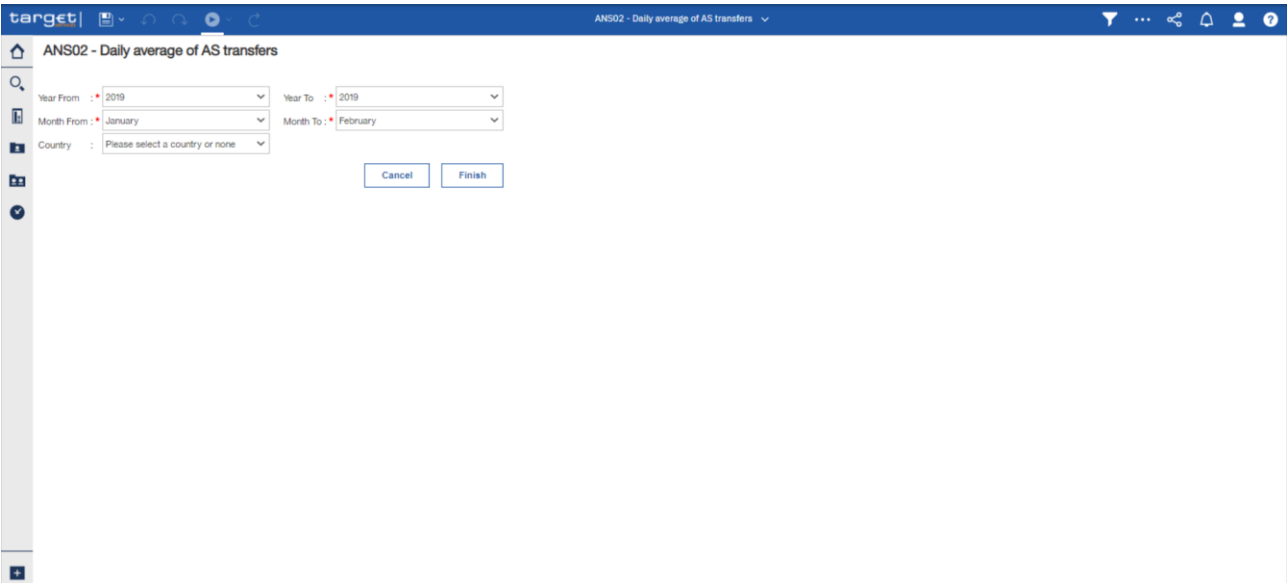 target|
ANS02 - Daily average of AS transfers
ANS02 - Daily average of AS transfers
Year From : * 2019 Year To : * 2019
Month From : * January Month To : * February
Country : Please select a country or none
Cancel Finish